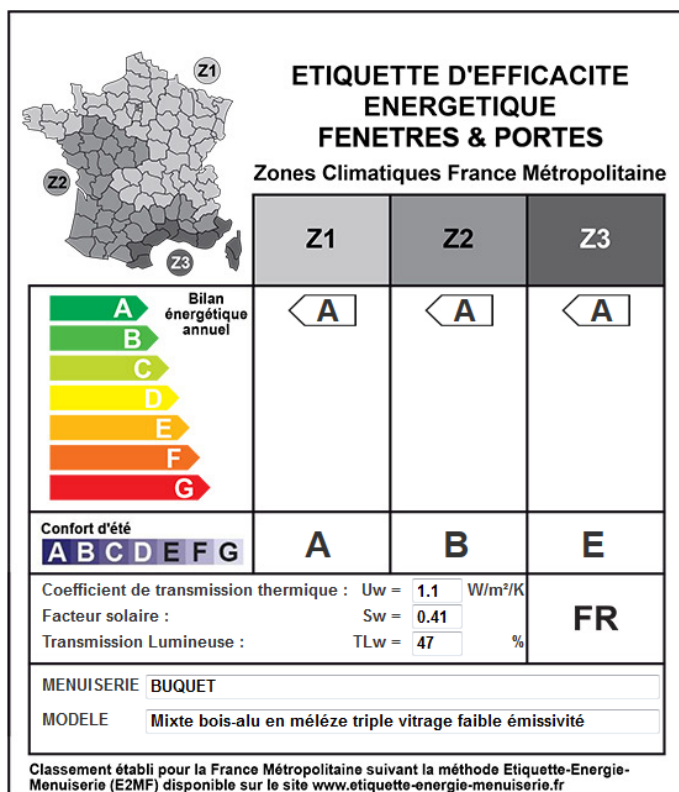 Z1
Z2
Z3
ETIQUETTE D'EFFICACITE
ENERGETIQUE
FENETRES & PORTES
Zones Climatiques France Métropolitaine
Z1 Z2 Z3
Bilan
énergétique
annuel
A
B
C
D
E
F
G
A A A
Confort d'été
A B C D E F G
A B E
Coefficient de transmission thermique : Uw = 1.1 W/m²/K
Facteur solaire : Sw = 0.41
Transmission Lumineuse : TLw = 47 %
FR
MENUISERIE BUQUET
MODELE Mixte bois-alu en méléze triple vitrage faible émissivité
Classement établi pour la France Métropolitaine suivant la méthode Etiquette-Energie-
Menuiserie (E2MF) disponible sur le site www.etiquette-energie-menuiserie.fr